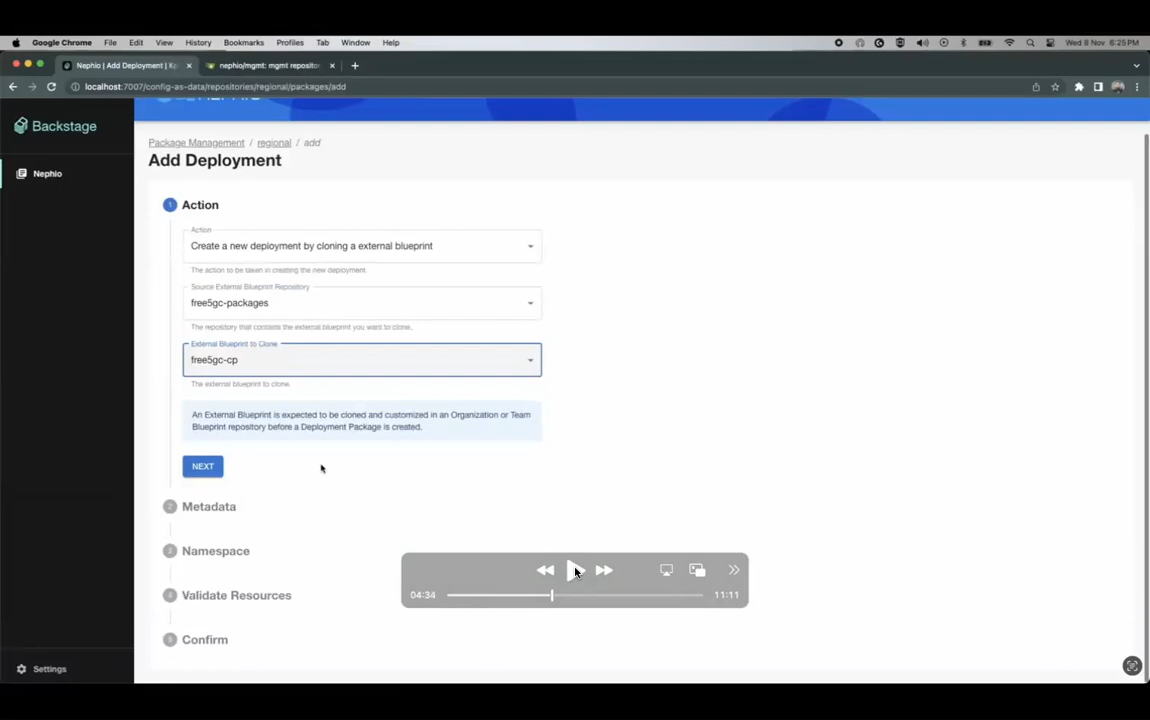 Google Chrome File Edit View History Bookmarks Profiles Tab Window Help Wed 8 Nov 6:25 PM
Nephio | Add Deployment | Kp nephio/mgmt: mgmt repositor
localhost:7007/config-as-data/repositories/regional/packages/add
Backstage
Nephio
Package Management / regional / add
Add Deployment
1 Action
Action
Create a new deployment by cloning a external blueprint
The action to be taken in creating the new deployment.
Source External Blueprint Repository
free5gc-packages
The repository that contains the external blueprint you want to clone.
External Blueprint to Clone
free5gc-cp
The external blueprint to clone.
An External Blueprint is expected to be cloned and customized in an Organization or Team
Blueprint repository before a Deployment Package is created.
NEXT
2 Metadata
3 Namespace
4 Validate Resources
5 Confirm
04:34 11:11
Settings